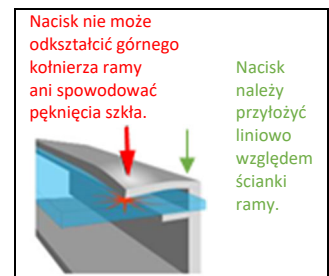 Nacisk nie może
odkształcić górnego
kołnierza ramy
ani spowodować
pęknięcia szkła.
Nacisk
należy
przyłożyć
liniowo
względem
ścianki
ramy.